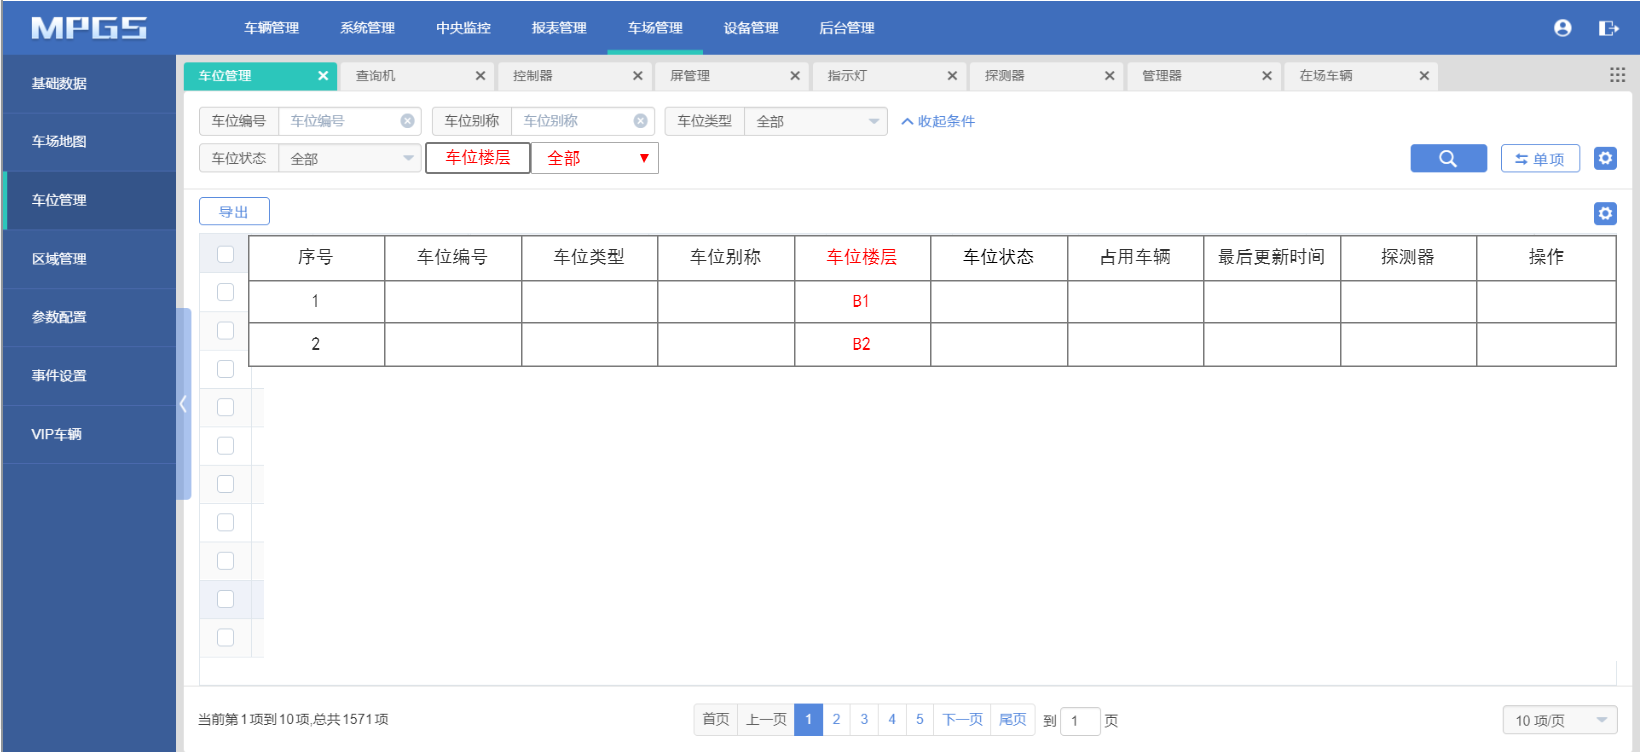 MPGS 车辆管理 系统管理 中央监控 报表管理 车场管理 设备管理 后台管理
基础数据
车场地图
车位管理
区域管理
参数配置
事件设置
VIP车辆
车位管理 查询机 控制器 屏管理 指示灯 探测器 管理器 在场车辆
车位编号 车位编号 车位别称 车位别称 车位类型 全部 收起条件
车位状态 全部 车位楼层 全部 单项
导出
序号 车位编号 车位类型 车位别称 车位楼层 车位状态 占用车辆 最后更新时间 探测器 操作
1 B1
2 B2
当前第1项到10项,总共1571项 首页 上一页 1 2 3 4 5 下一页 尾页 到 1 页 10 项/页